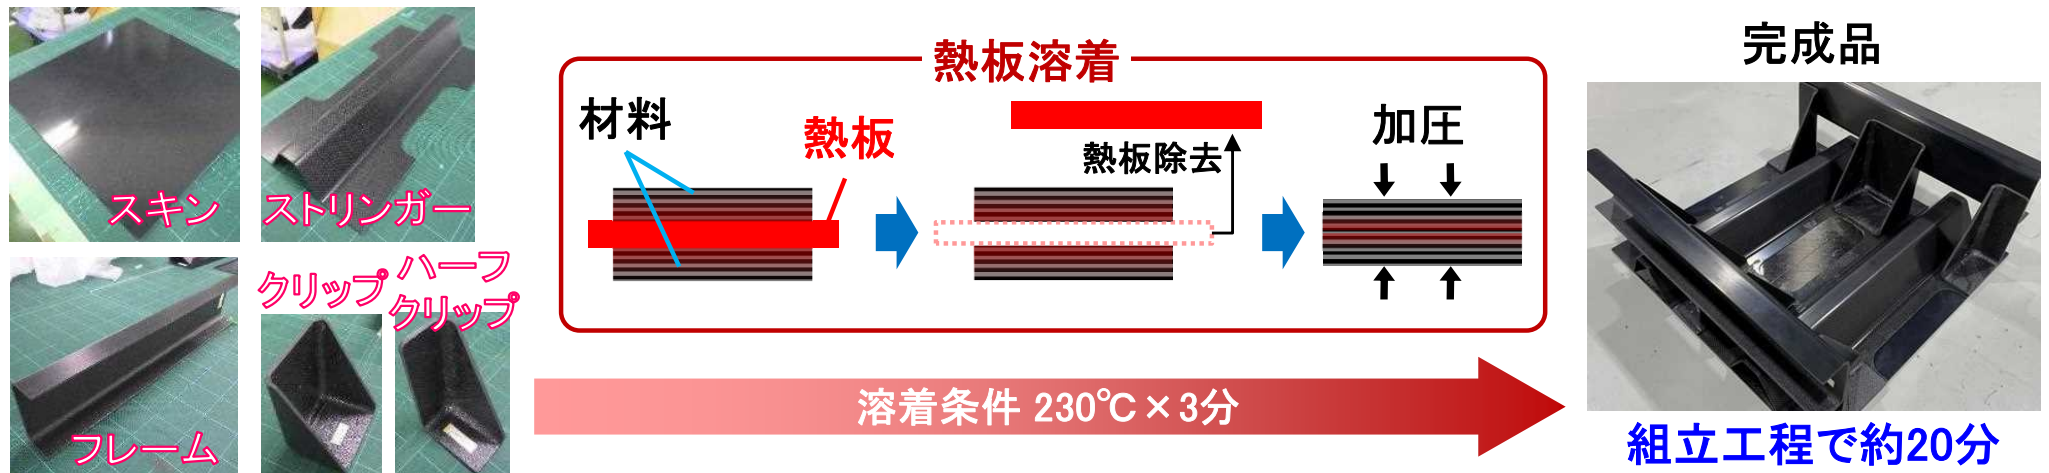 スキン
ストリンガー
フレーム
クリップ
ハーフ
クリップ
熱板溶着
材料
熱板
熱板除去
加圧
溶着条件 230℃×3分
完成品
組立工程で約20分